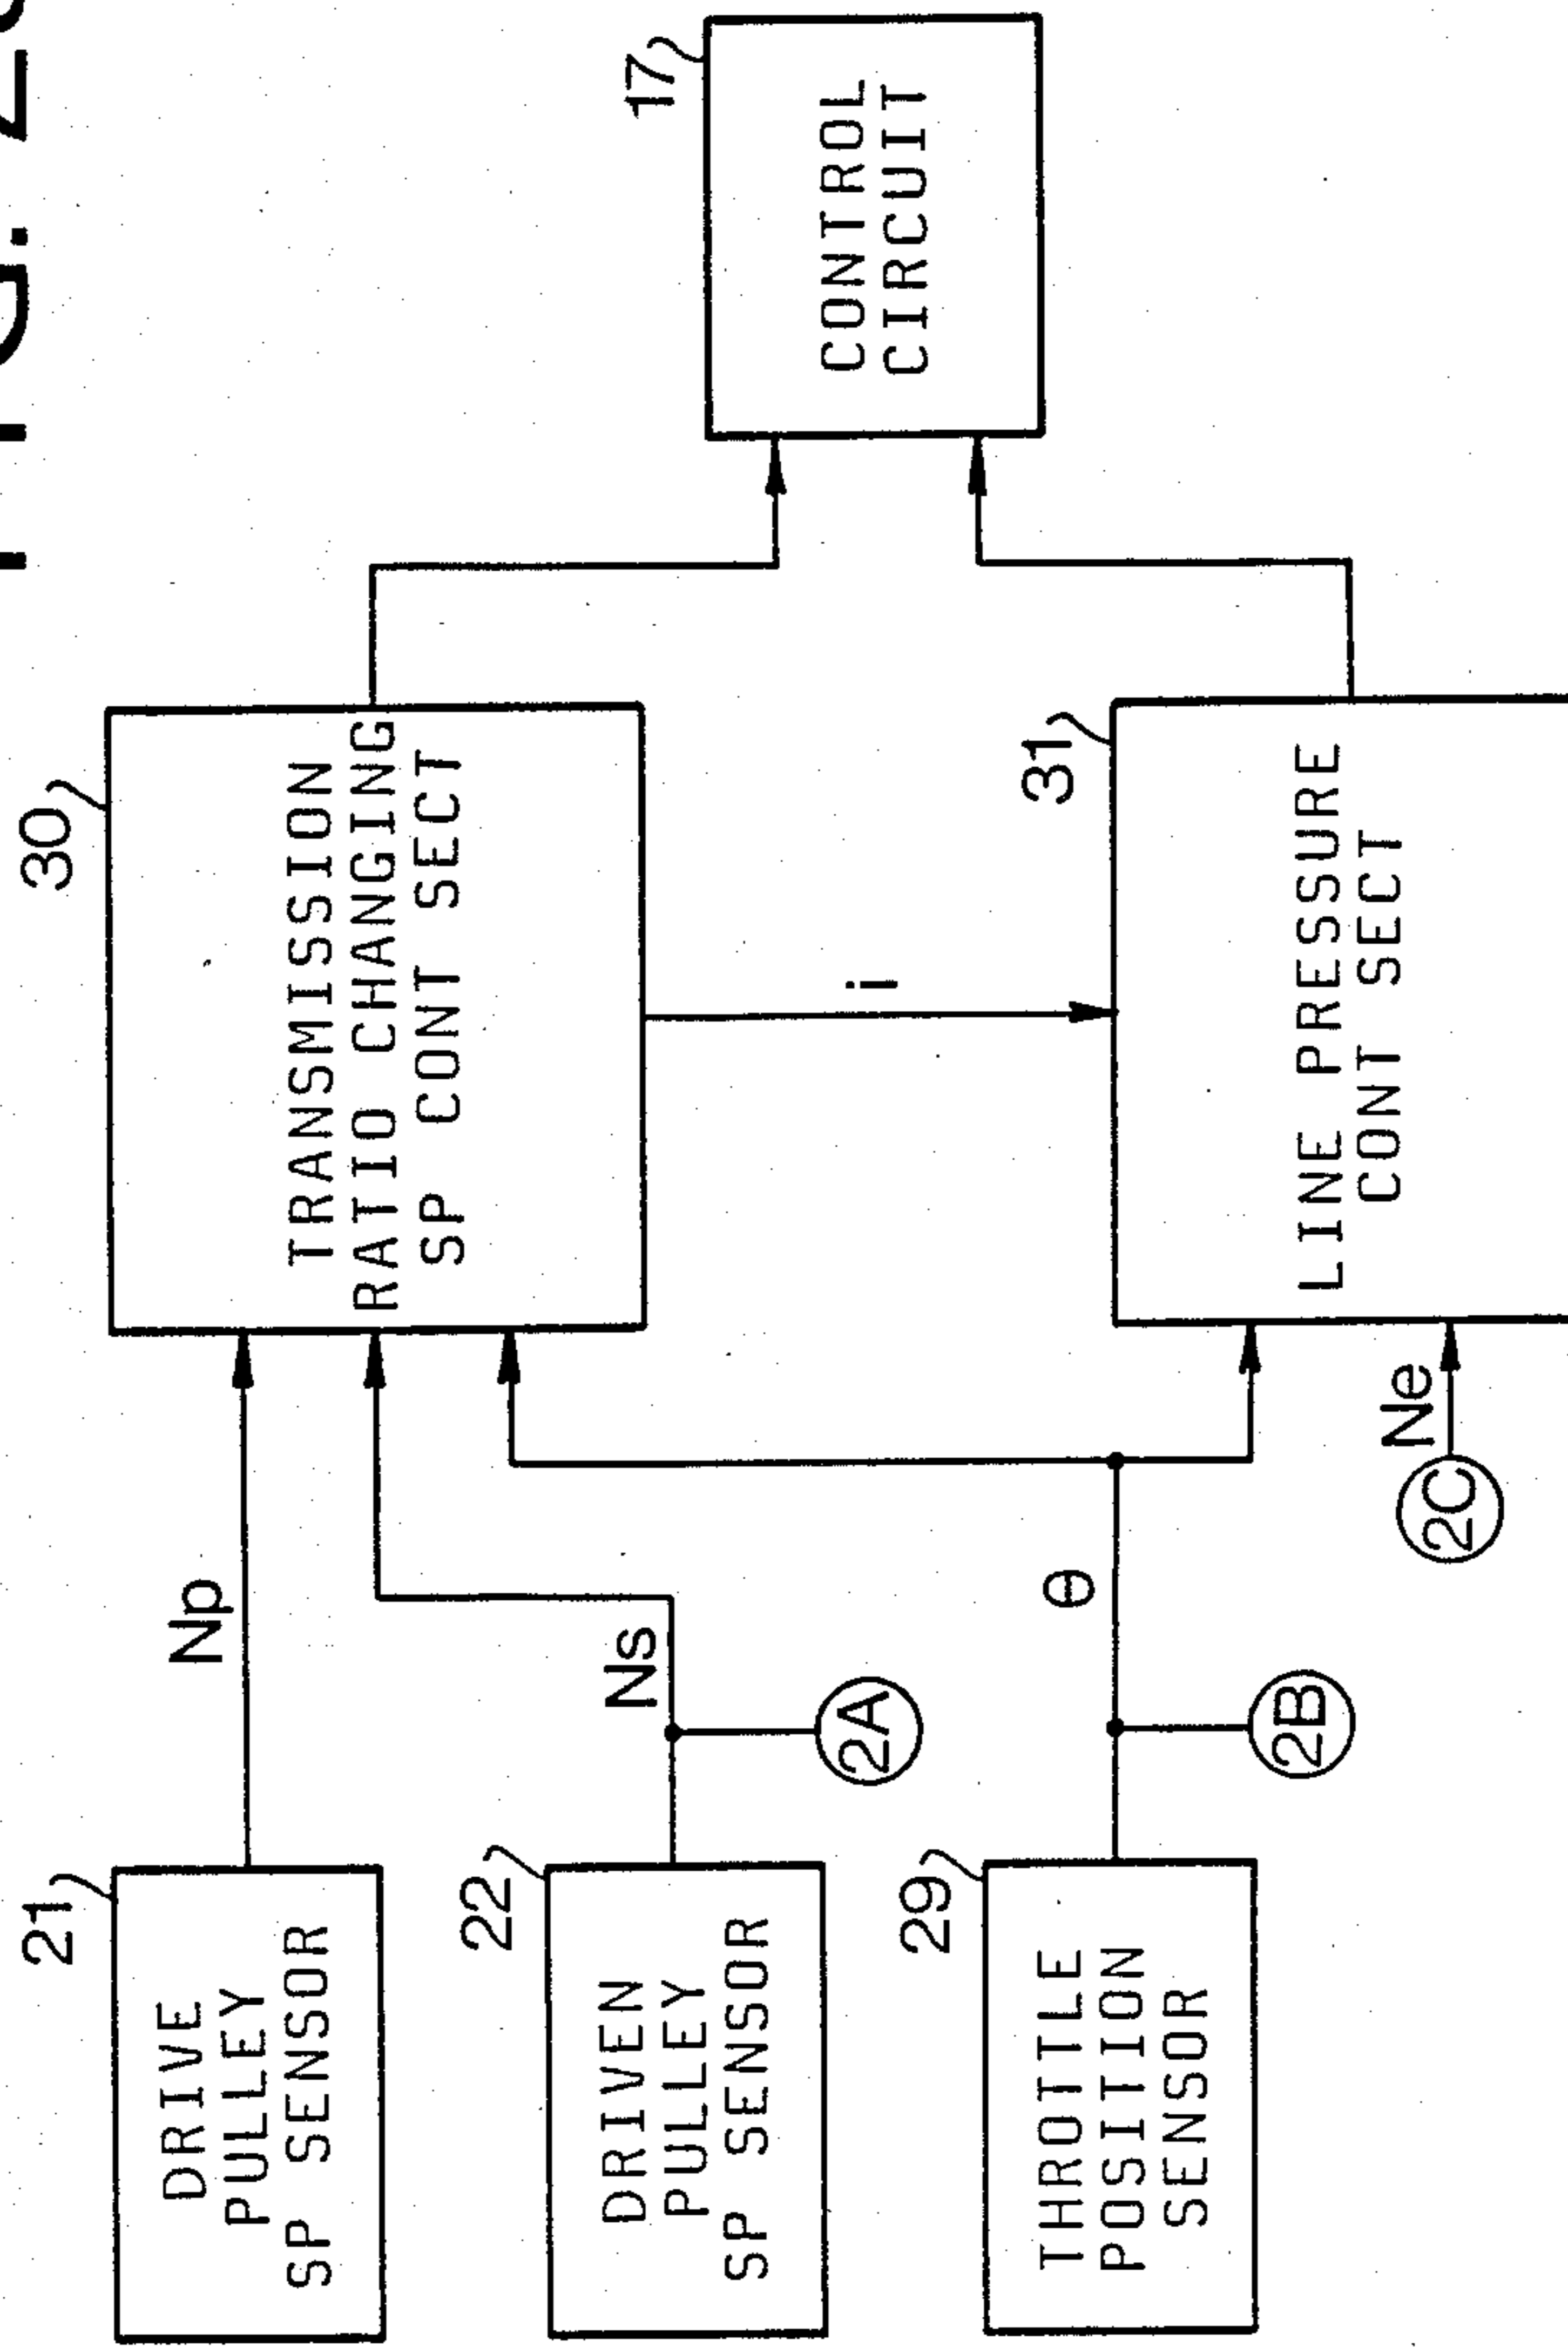 21
DRIVE
PULLEY
SP SENSOR
Np
30
TRANSMISSION
RATIO CHANGING
SP CONT SECT
22
DRIVEN
PULLEY
SP SENSOR
Ns
2A
i
17
CONTROL
CIRCUIT
29
THROTTLE
POSITION
SENSOR
θ
2B
31
LINE PRESSURE
CONT SECT
Ne
2C